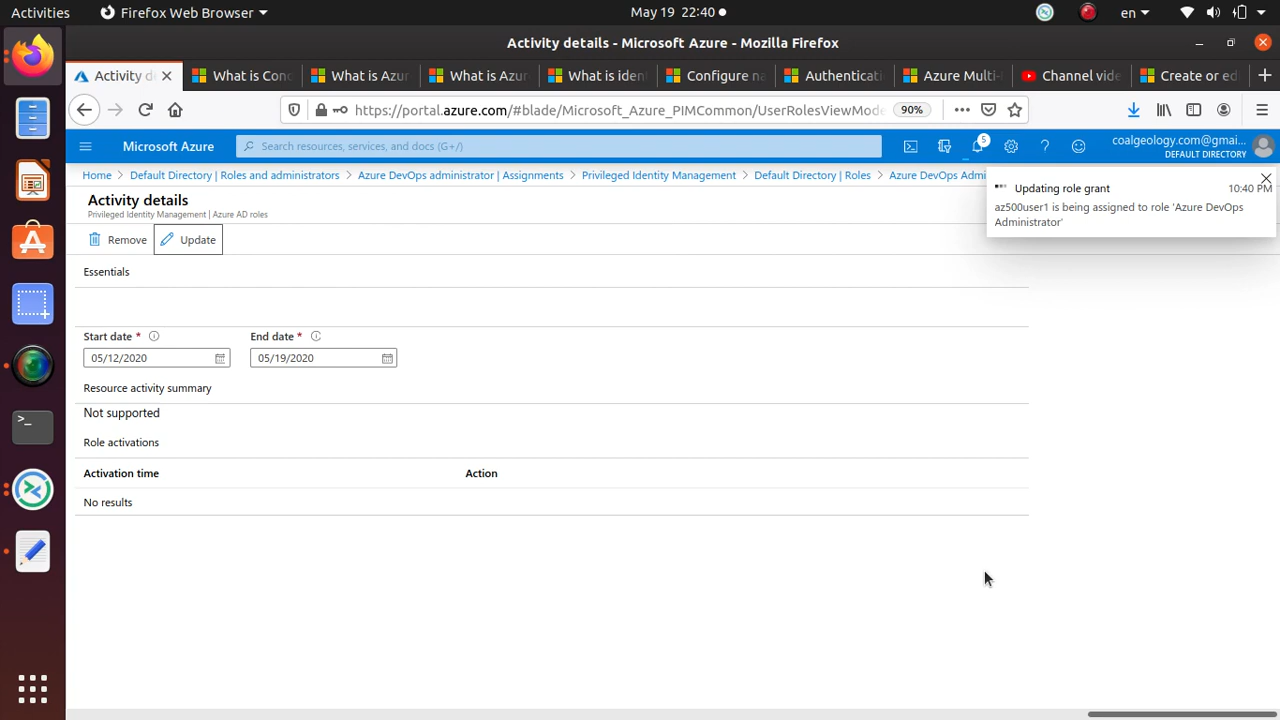 Activities
Firefox Web Browser
May 19 22:40
en
Activity details - Microsoft Azure - Mozilla Firefox
Activity d
What is Con
What is Azu
What is Azu
What is iden
Configure na
Authenticati
Azure Multi-
Channel vide
Create or ed
https://portal.azure.com/#blade/Microsoft_Azure_PIMCommon/UserRolesViewMode
90%
Microsoft Azure
Search resources, services, and docs (G+/)
5
coalgeology.com@gmai...
DEFAULT DIRECTORY
Home
Default Directory | Roles and administrators
Azure DevOps administrator | Assignments
Privileged Identity Management
Default Directory | Roles
Azure DevOps Admi
Activity details
Privileged Identity Management | Azure AD roles
Updating role grant
10:40 PM
az500user1 is being assigned to role 'Azure DevOps
Administrator'
Remove
Update
Essentials
Start date *
End date *
05/12/2020
05/19/2020
Resource activity summary
Not supported
Role activations
Activation time
Action
No results